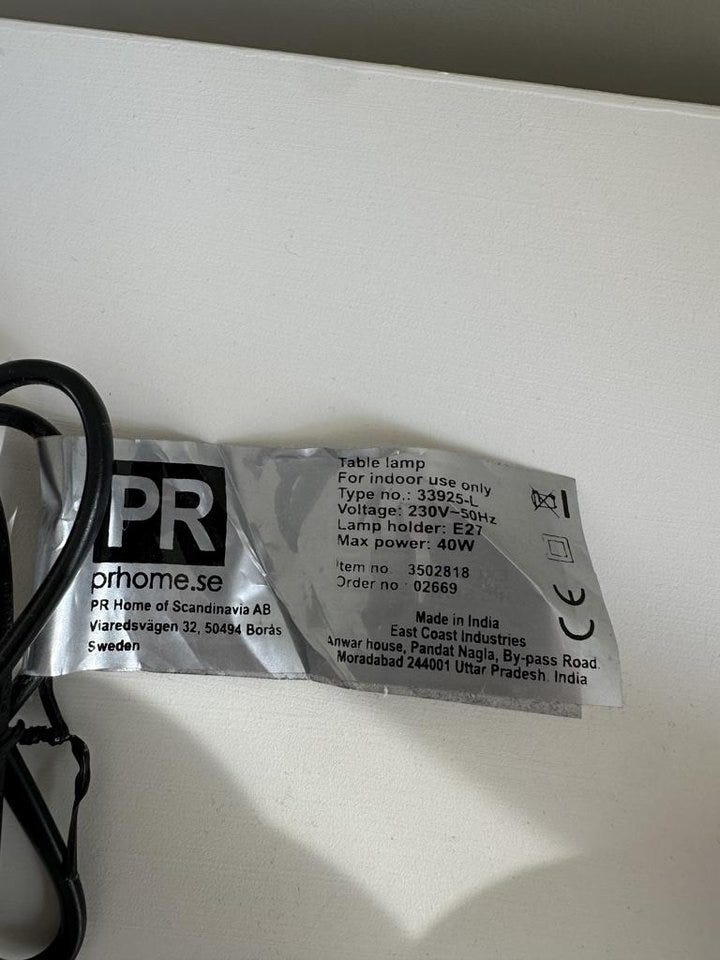 PR
prhome.se
PR Home of Scandinavia AB
Viaredsvägen 32, 50494 Borås
Sweden
Table lamp
For indoor use only
Type no.: 33925-L
Voltage: 230V~50Hz
Lamp holder: E27
Max power: 40W
Item no 3502818
Order no 02669
Made in India
East Coast Industries
Anwar house, Pandat Nagla, By-pass Road.
Moradabad 244001 Uttar Pradesh. India
CE